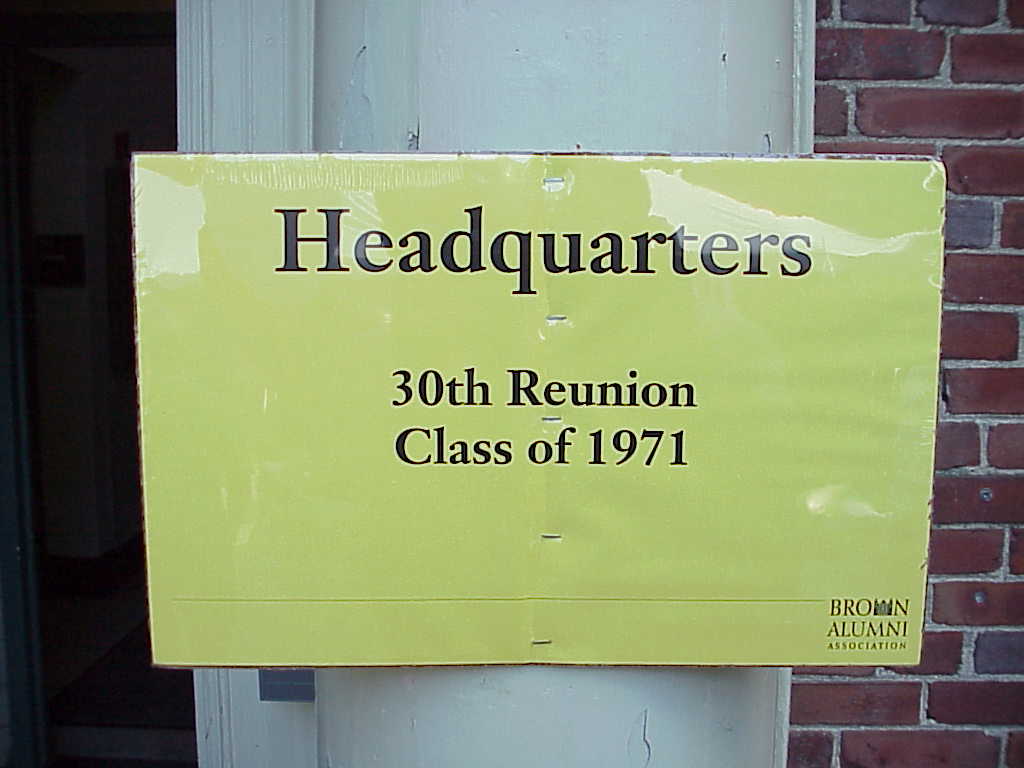 Headquarters
30th Reunion
Class of 1971
BROWN
ALUMNI
ASSOCIATION